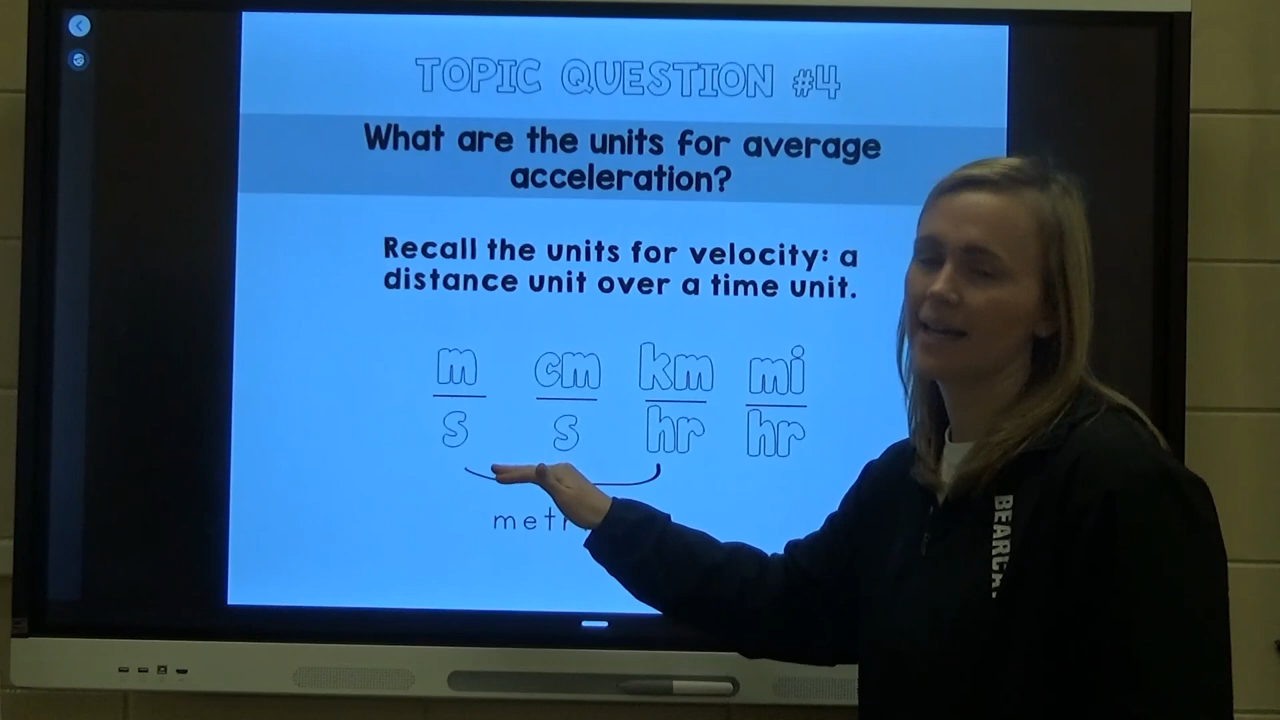 TOPIC QUESTION #4
What are the units for average
acceleration?
Recall the units for velocity: a
distance unit over a time unit.
m cm km mi
s s hr hr